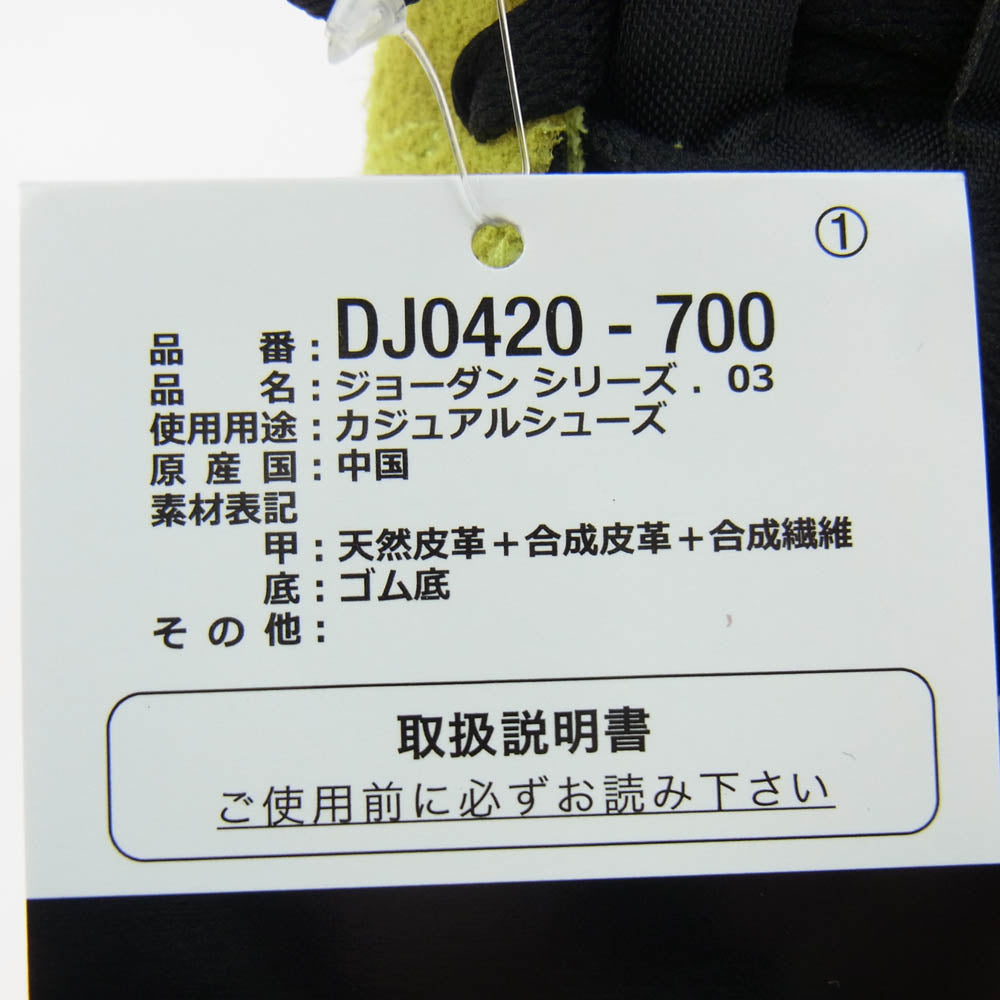 ①
品番：DJ0420 - 700
品名：ジョーダン シリーズ． 03
使用用途：カジュアルシューズ
原産国：中国
素材表記
甲：天然皮革＋合成皮革＋合成繊維
底：ゴム底
その他：
取扱説明書
ご使用前に必ずお読み下さい